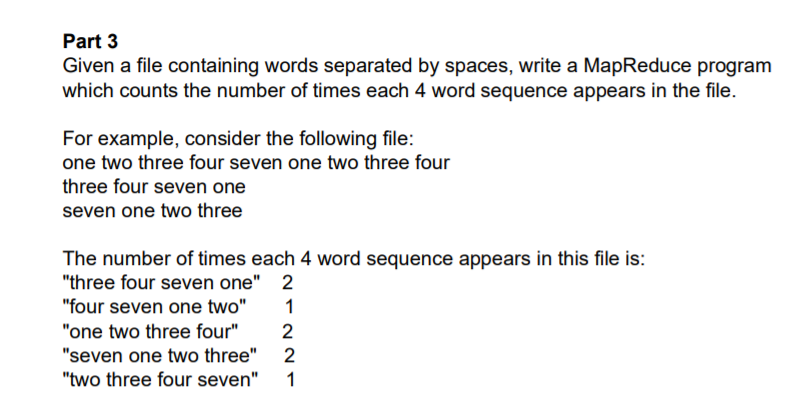 Part 3
Given a file containing words separated by spaces, write a MapReduce program
which counts the number of times each 4 word sequence appears in the file.
For example, consider the following file:
one two three four seven one two three four
three four seven one
seven one two three
The number of times each 4 word sequence appears in this file is:
"three four seven one" 2
"four seven one two" 1
"one two three four" 2
"seven one two three" 2
"two three four seven" 1